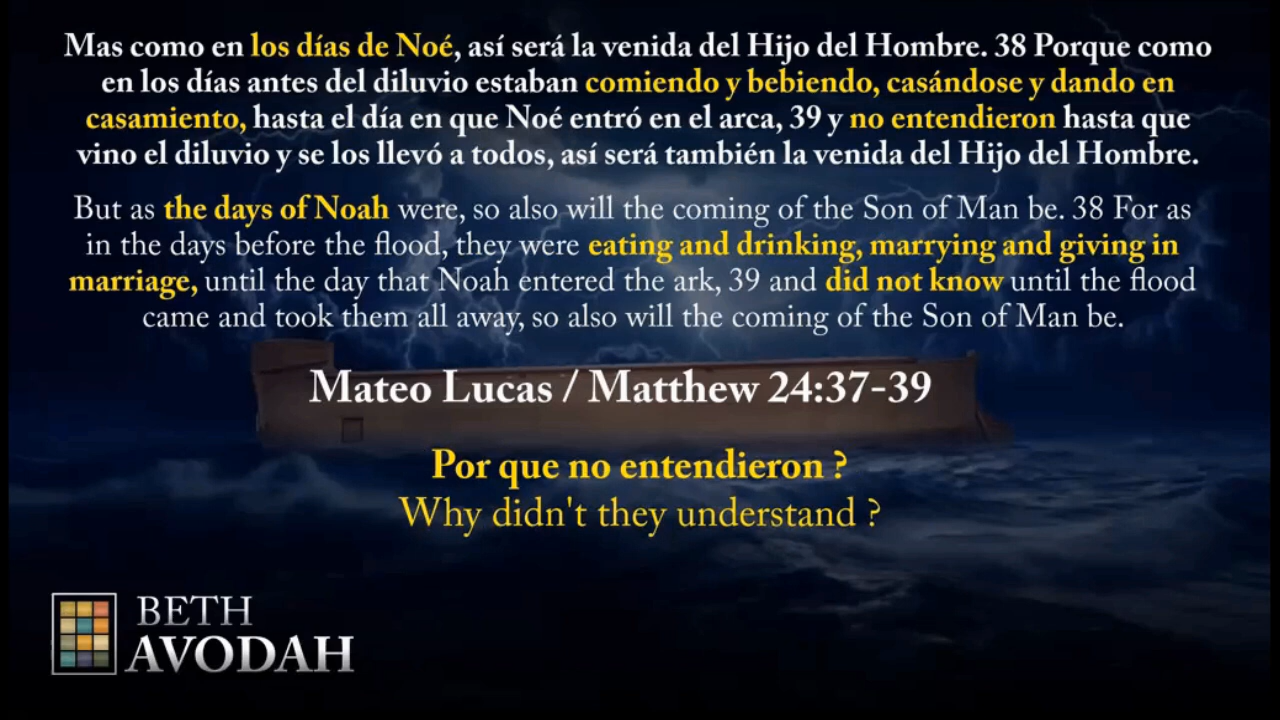 Mas como en los días de Noé, así será la venida del Hijo del Hombre. 38 Porque como
en los días antes del diluvio estaban comiendo y bebiendo, casándose y dando en
casamiento, hasta el día en que Noé entró en el arca, 39 y no entendieron hasta que
vino el diluvio y se los llevó a todos, así será también la venida del Hijo del Hombre.
But as the days of Noah were, so also will the coming of the Son of Man be. 38 For as
in the days before the flood, they were eating and drinking, marrying and giving in
marriage, until the day that Noah entered the ark, 39 and did not know until the flood
came and took them all away, so also will the coming of the Son of Man be.
Mateo Lucas / Matthew 24:37-39
Por que no entendieron ?
Why didn't they understand ?
BETH
AVODAH